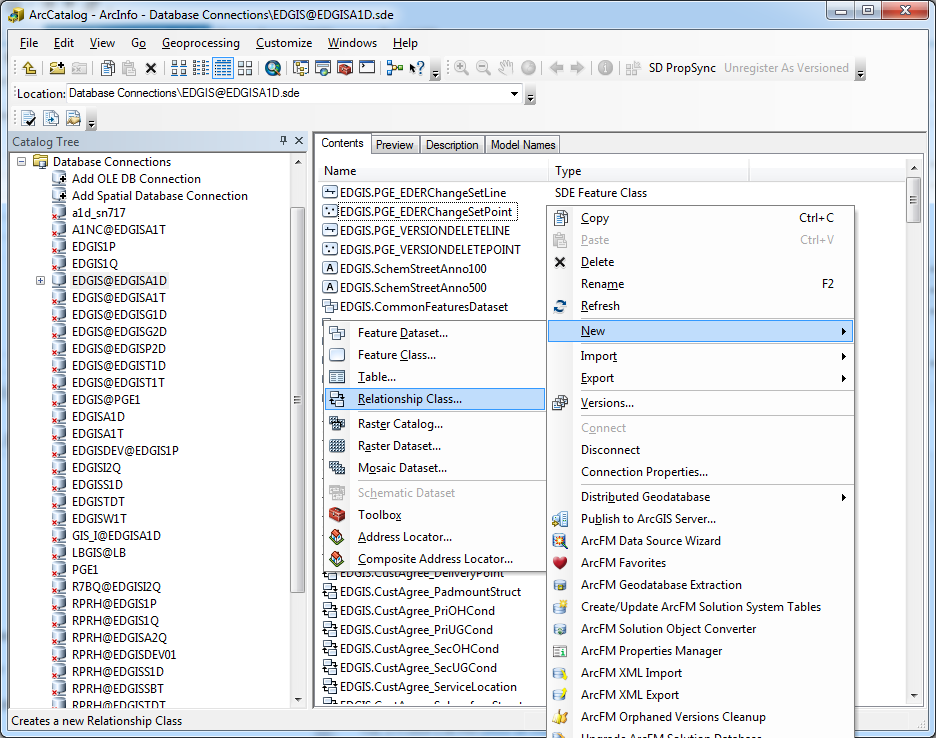 ArcCatalog - ArcInfo - Database Connections\EDGIS@EDGISA1D.sde
File Edit View Go Geoprocessing Customize Windows Help
SD PropSync Unregister As Versioned
Location: Database Connections\EDGIS@EDGISA1D.sde
Catalog Tree
Database Connections
Add OLE DB Connection
Add Spatial Database Connection
a1d_sn717
A1NC@EDGISA1T
EDGIS1P
EDGIS1Q
EDGIS@EDGISA1D
EDGIS@EDGISA1T
EDGIS@EDGISG1D
EDGIS@EDGISG2D
EDGIS@EDGISP2D
EDGIS@EDGIST1D
EDGIS@EDGIST1T
EDGIS@PGE1
EDGISA1D
EDGISA1T
EDGISDEV@EDGIS1P
EDGISI2Q
EDGISS1D
EDGISTDT
EDGISW1T
GIS_I@EDGISA1D
LBGIS@LB
PGE1
R7BQ@EDGISI2Q
RPRH@EDGIS1P
RPRH@EDGIS1Q
RPRH@EDGISA2Q
RPRH@EDGISDEV01
RPRH@EDGISS1D
RPRH@EDGISSBT
RPRH@EDGISTDT
Contents Preview Description Model Names
Name Type
EDGIS.PGE_EDERChangeSetLine SDE Feature Class
EDGIS.PGE_EDERChangeSetPoint
EDGIS.PGE_VERSIONDELETELINE
EDGIS.PGE_VERSIONDELETEPOINT
EDGIS.SchemStreetAnno100
EDGIS.SchemStreetAnno500
EDGIS.CommonFeaturesDataset
Feature Dataset...
Feature Class...
Table...
Relationship Class...
Raster Catalog...
Raster Dataset...
Mosaic Dataset...
Schematic Dataset
Toolbox
Address Locator...
Composite Address Locator...
EDGIS.CustAgree_DeliveryPoint
EDGIS.CustAgree_PadmountStruct
EDGIS.CustAgree_PriOHCond
EDGIS.CustAgree_PriUGCond
EDGIS.CustAgree_SecOHCond
EDGIS.CustAgree_SecUGCond
EDGIS.CustAgree_ServiceLocation
Copy Ctrl+C
Paste Ctrl+V
Delete
Rename F2
Refresh
New
Import
Export
Versions...
Connect
Disconnect
Connection Properties...
Distributed Geodatabase
Publish to ArcGIS Server...
ArcFM Data Source Wizard
ArcFM Favorites
ArcFM Geodatabase Extraction
Create/Update ArcFM Solution System Tables
ArcFM Solution Object Converter
ArcFM Properties Manager
ArcFM XML Import
ArcFM XML Export
ArcFM Orphaned Versions Cleanup
Upgrade ArcFM Solution Database
Creates a new Relationship Class